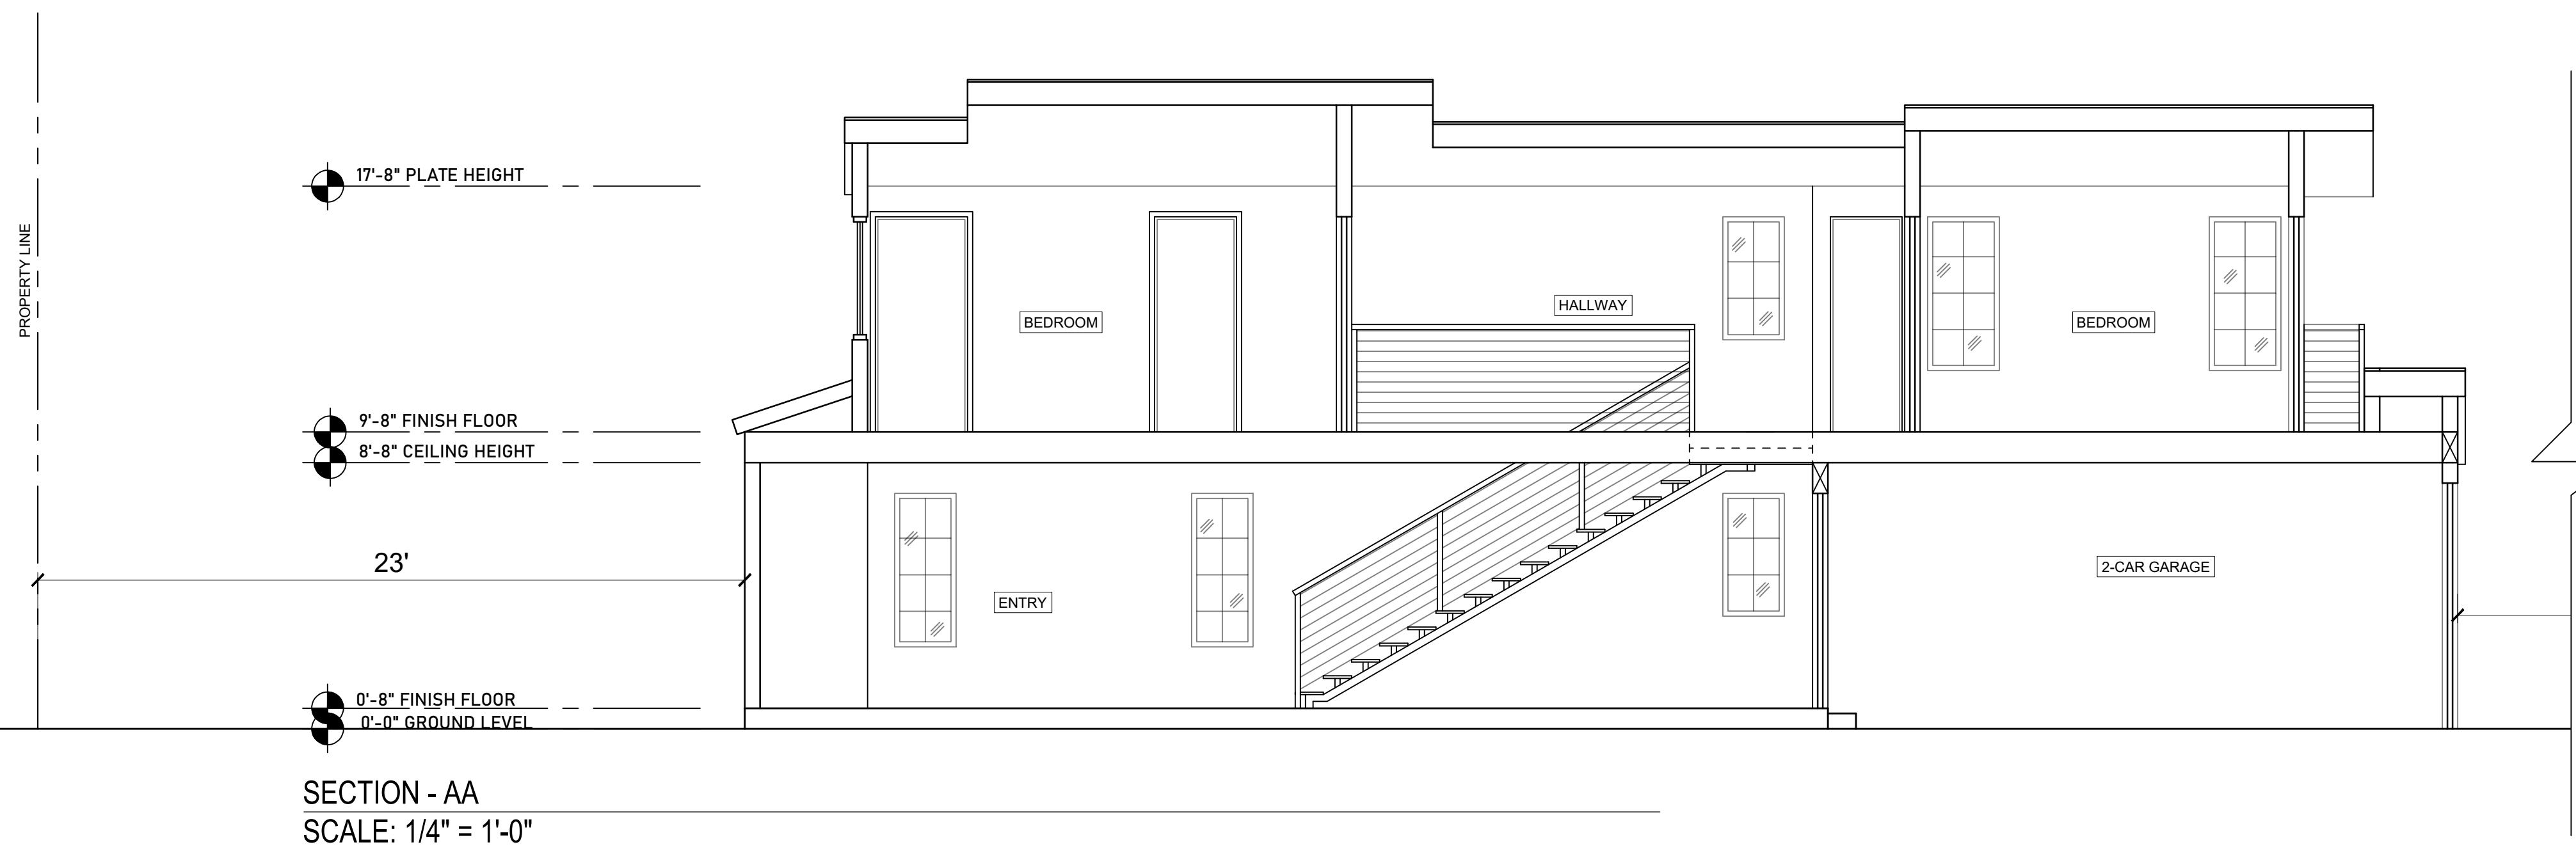 PROPERTY LINE
17'-8" PLATE HEIGHT
9'-8" FINISH FLOOR
8'-8" CEILING HEIGHT
0'-8" FINISH FLOOR
0'-0" GROUND LEVEL
23'
BEDROOM
HALLWAY
BEDROOM
ENTRY
2-CAR GARAGE
SECTION - AA
SCALE: 1/4" = 1'-0"